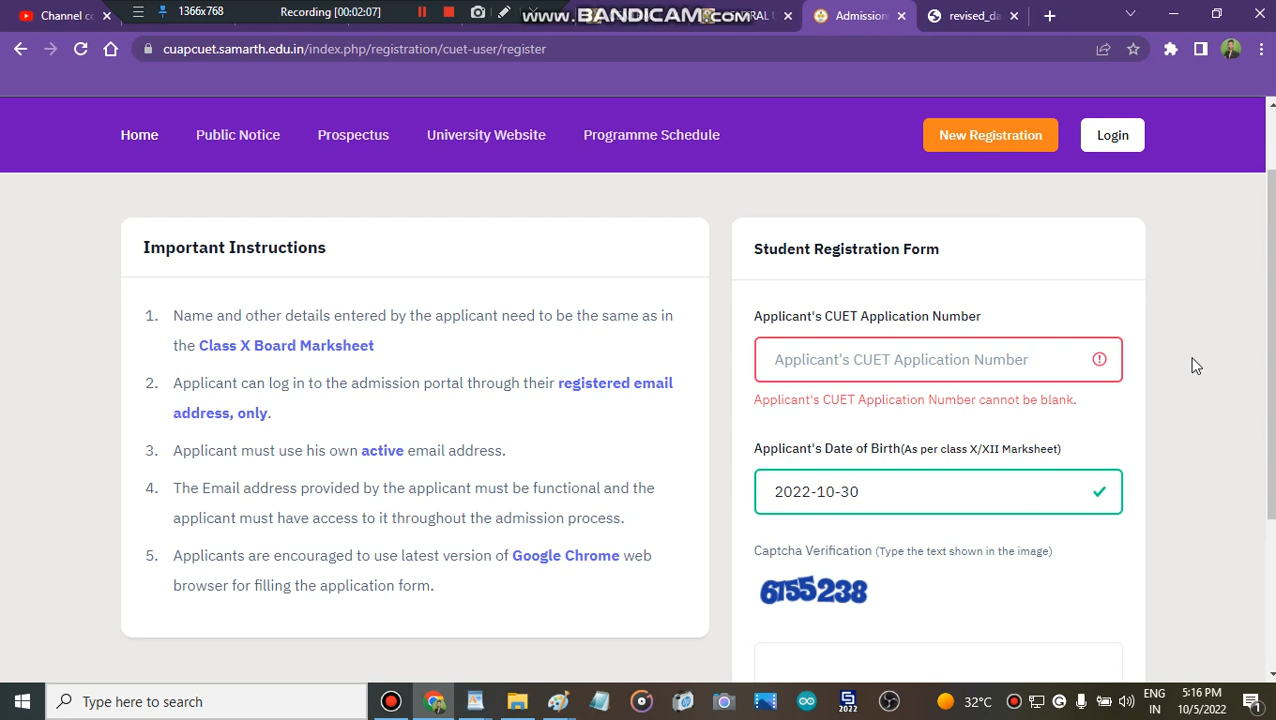 Channel co
1366x768
Recording [00:02:07]
WWW.BANDICAM.COM
RAL
Admission
revised_da
cuapcuet.samarth.edu.in/index.php/registration/cuet-user/register
Home
Public Notice
Prospectus
University Website
Programme Schedule
New Registration
Login
Important Instructions
1. Name and other details entered by the applicant need to be the same as in
the Class X Board Marksheet
2. Applicant can log in to the admission portal through their registered email
address, only.
3. Applicant must use his own active email address.
4. The Email address provided by the applicant must be functional and the
applicant must have access to it throughout the admission process.
5. Applicants are encouraged to use latest version of Google Chrome web
browser for filling the application form.
Student Registration Form
Applicant's CUET Application Number
Applicant's CUET Application Number
Applicant's CUET Application Number cannot be blank.
Applicant's Date of Birth(As per class X/XII Marksheet)
2022-10-30
Captcha Verification (Type the text shown in the image)
6755238
Type here to search
2022
32°C
ENG
IN
5:16 PM
10/5/2022
1